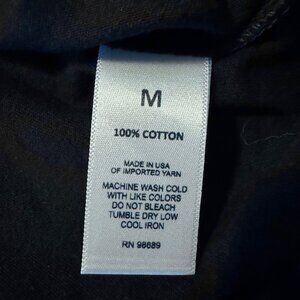 M
100% COTTON
MADE IN USA
OF IMPORTED YARN
MACHINE WASH COLD
WITH LIKE COLORS
DO NOT BLEACH
TUMBLE DRY LOW
COOL IRON
RN 98689